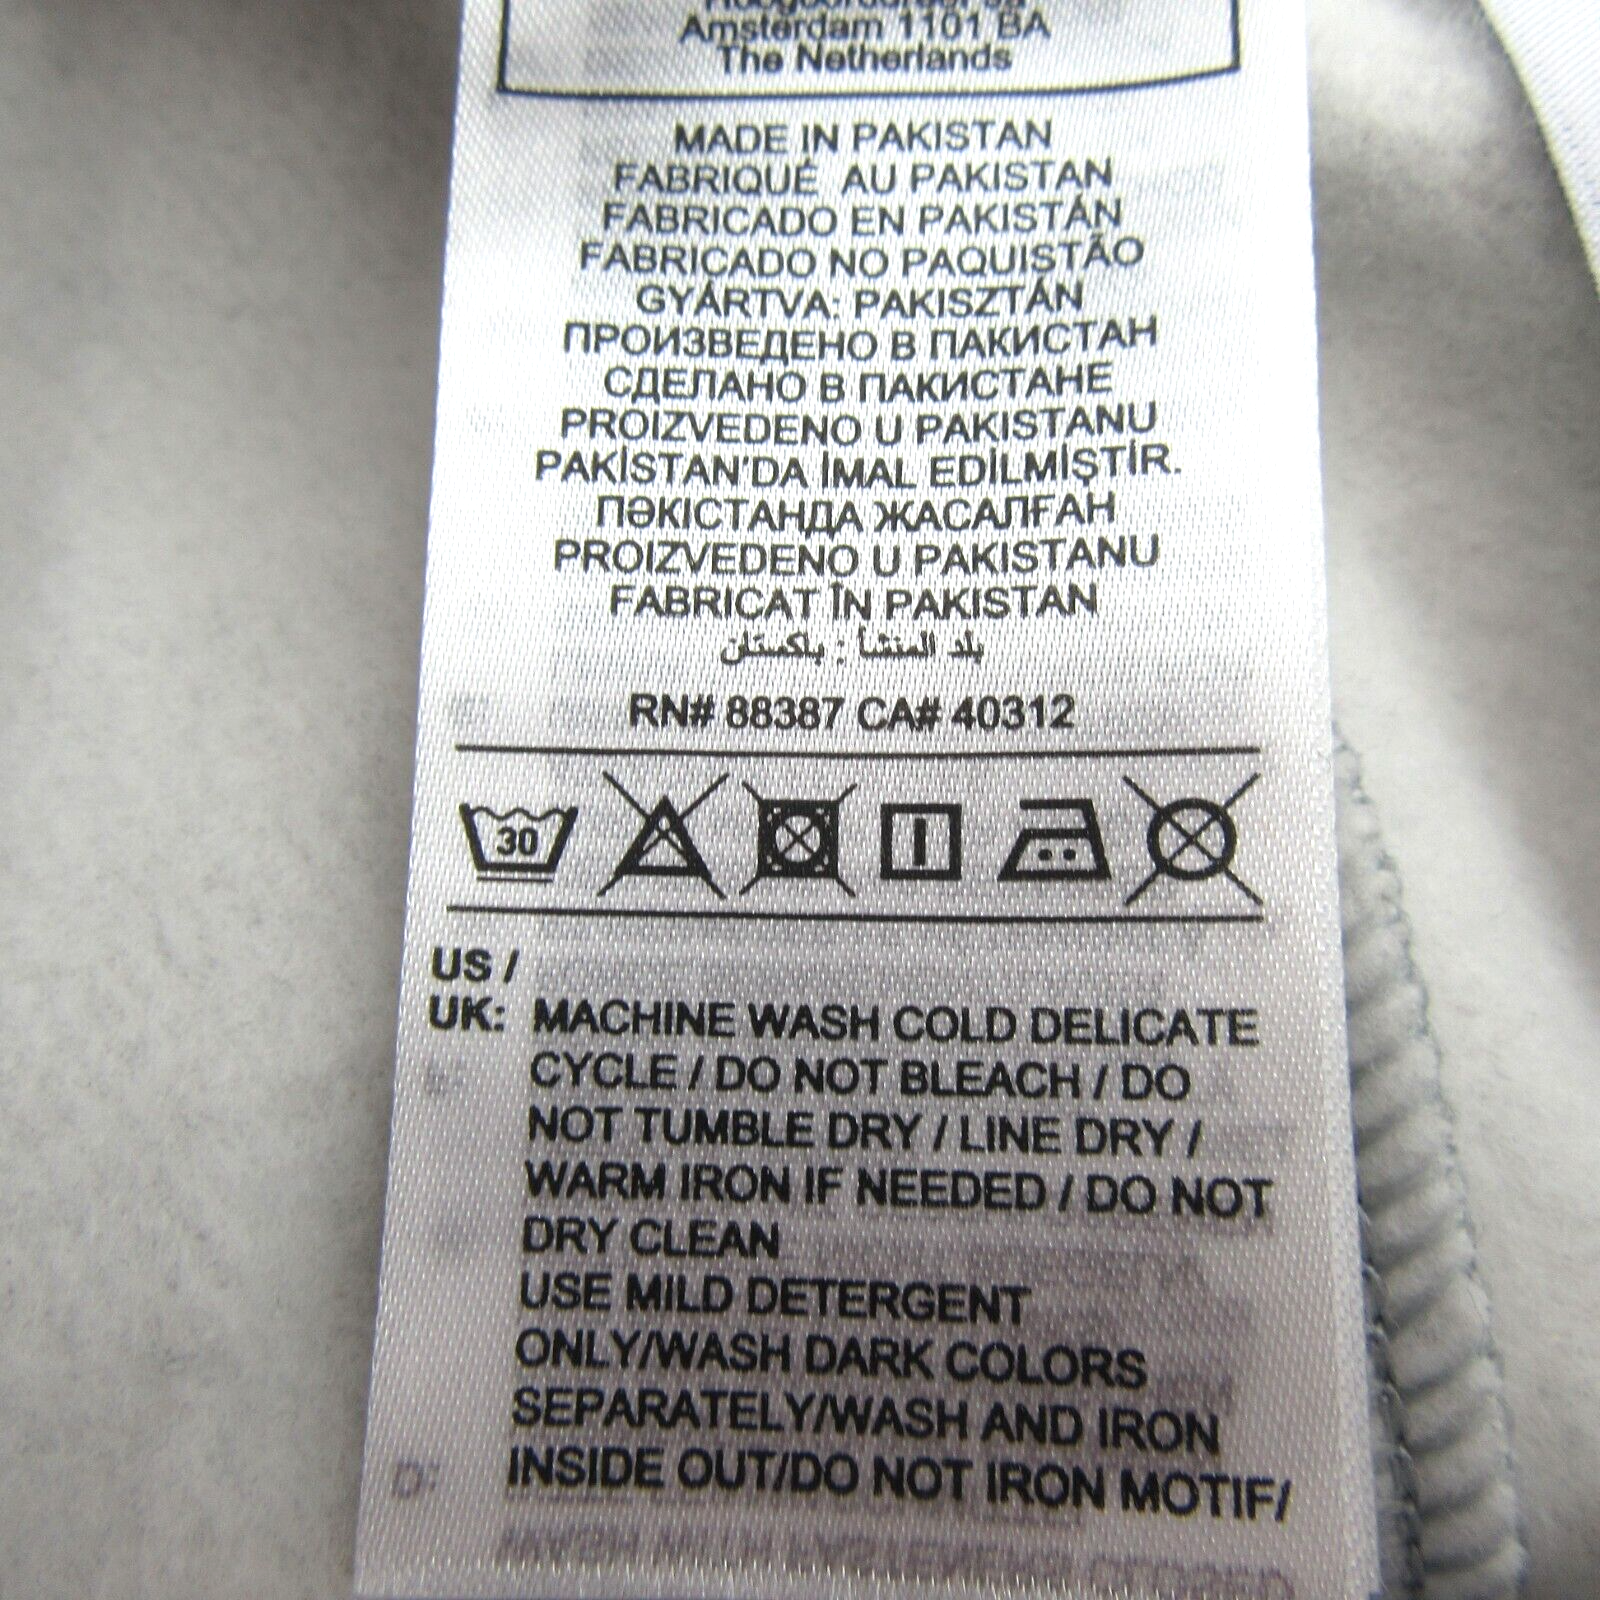 Amsterdam 1101 BA
The Netherlands
MADE IN PAKISTAN
FABRIQUÉ AU PAKISTAN
FABRICADO EN PAKISTÁN
FABRICADO NO PAQUISTÃO
GYÁRTVA: PAKISZTÁN
ПРОИЗВЕДЕНО В ПАКИСТАН
СДЕЛАНО В ПАКИСТАНЕ
PROIZVEDENO U PAKISTANU
PAKİSTAN'DA İMAL EDİLMİŞTİR.
ПӘКІСТАНДА ЖАСАЛҒАН
PROIZVEDENO U PAKISTANU
FABRICAT ÎN PAKISTAN
بلد المنشأ : باكستان
RN# 88387 CA# 40312
30
US /
UK: MACHINE WASH COLD DELICATE
CYCLE / DO NOT BLEACH / DO
NOT TUMBLE DRY / LINE DRY /
WARM IRON IF NEEDED / DO NOT
DRY CLEAN
USE MILD DETERGENT
ONLY/WASH DARK COLORS
SEPARATELY/WASH AND IRON
INSIDE OUT/DO NOT IRON MOTIF/